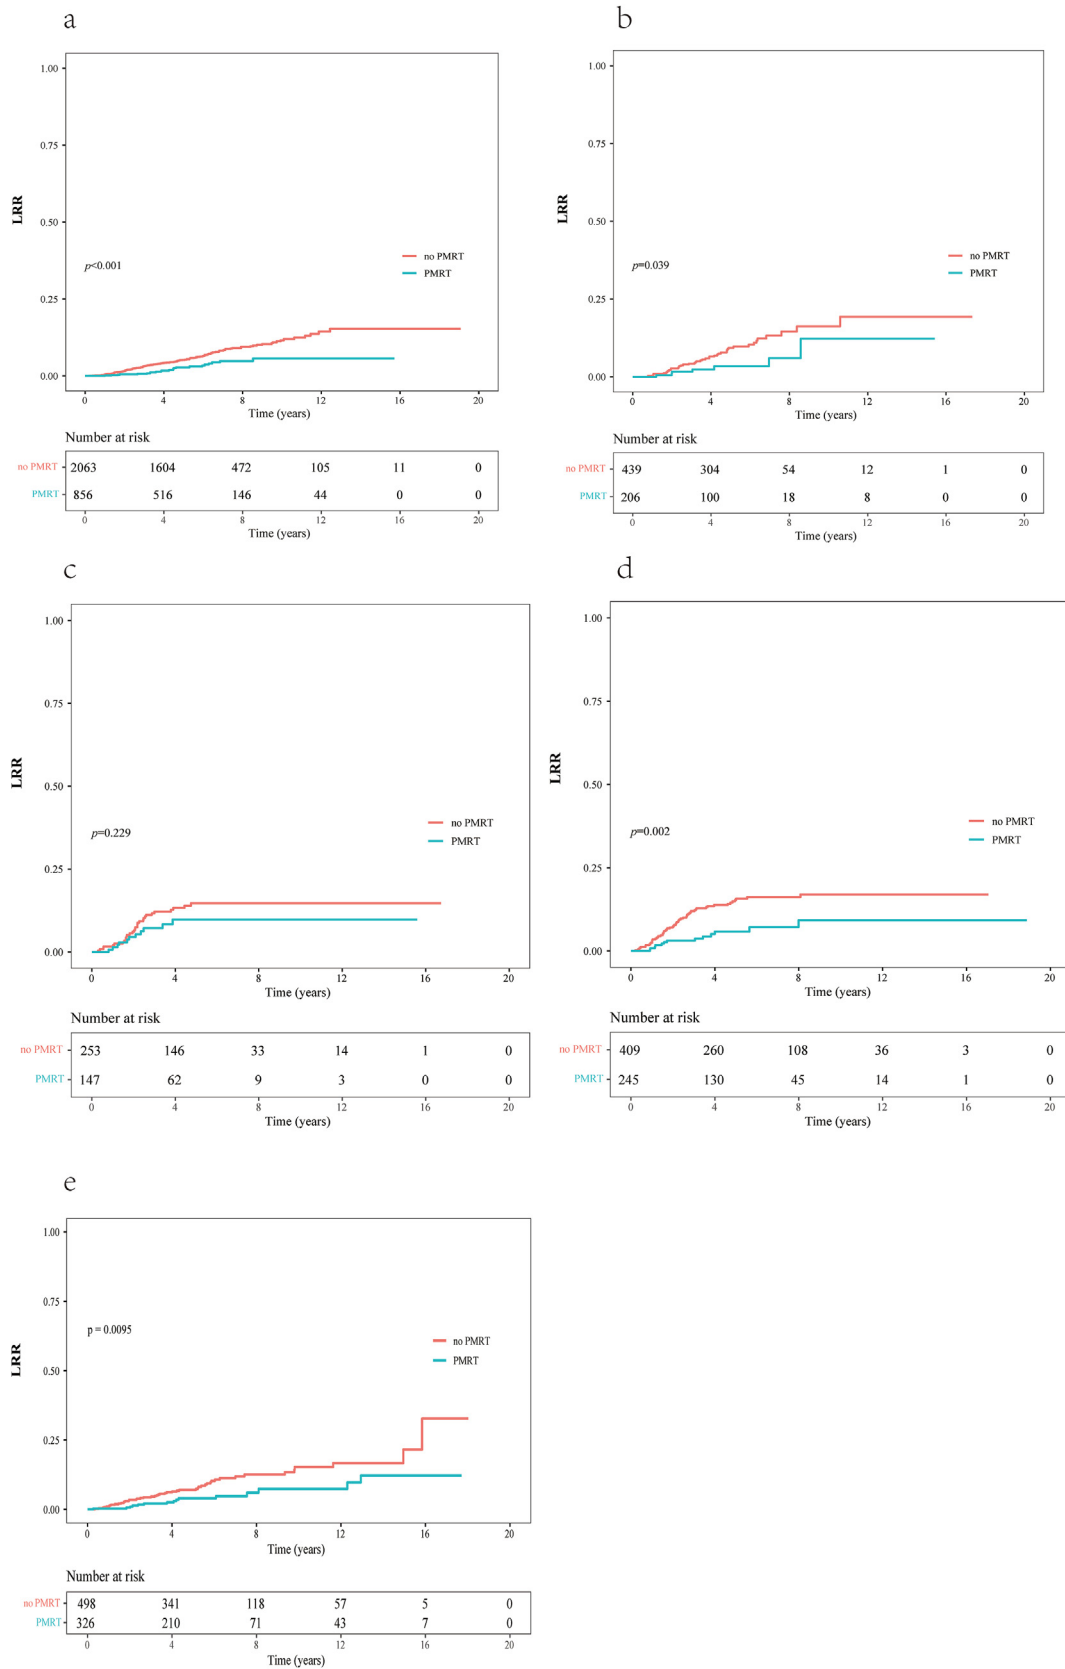 a
1.00
0.75
0.50
0.25
0.00
LRR
p<0.001
no PMRT
PMRT
0 4 8 12 16 20
Time (years)
Number at risk
no PMRT 2063 1604 472 105 11 0
PMRT 856 516 146 44 0 0
0 4 8 12 16 20
Time (years)
b
1.00
0.75
0.50
0.25
0.00
LRR
p=0.039
no PMRT
PMRT
0 4 8 12 16 20
Time (years)
Number at risk
no PMRT 439 304 54 12 1 0
PMRT 206 100 18 8 0 0
0 4 8 12 16 20
Time (years)
c
1.00
0.75
0.50
0.25
0.00
LRR
p=0.229
no PMRT
PMRT
0 4 8 12 16 20
Time (years)
Number at risk
no PMRT 253 146 33 14 1 0
PMRT 147 62 9 3 0 0
0 4 8 12 16 20
Time (years)
d
1.00
0.75
0.50
0.25
0.00
LRR
p=0.002
no PMRT
PMRT
0 4 8 12 16 20
Time (years)
Number at risk
no PMRT 409 260 108 36 3 0
PMRT 245 130 45 14 1 0
0 4 8 12 16 20
Time (years)
e
1.00
0.75
0.50
0.25
0.00
LRR
p = 0.0095
no PMRT
PMRT
0 4 8 12 16 20
Time (years)
Number at risk
no PMRT 498 341 118 57 5 0
PMRT 326 210 71 43 7 0
0 4 8 12 16 20
Time (years)